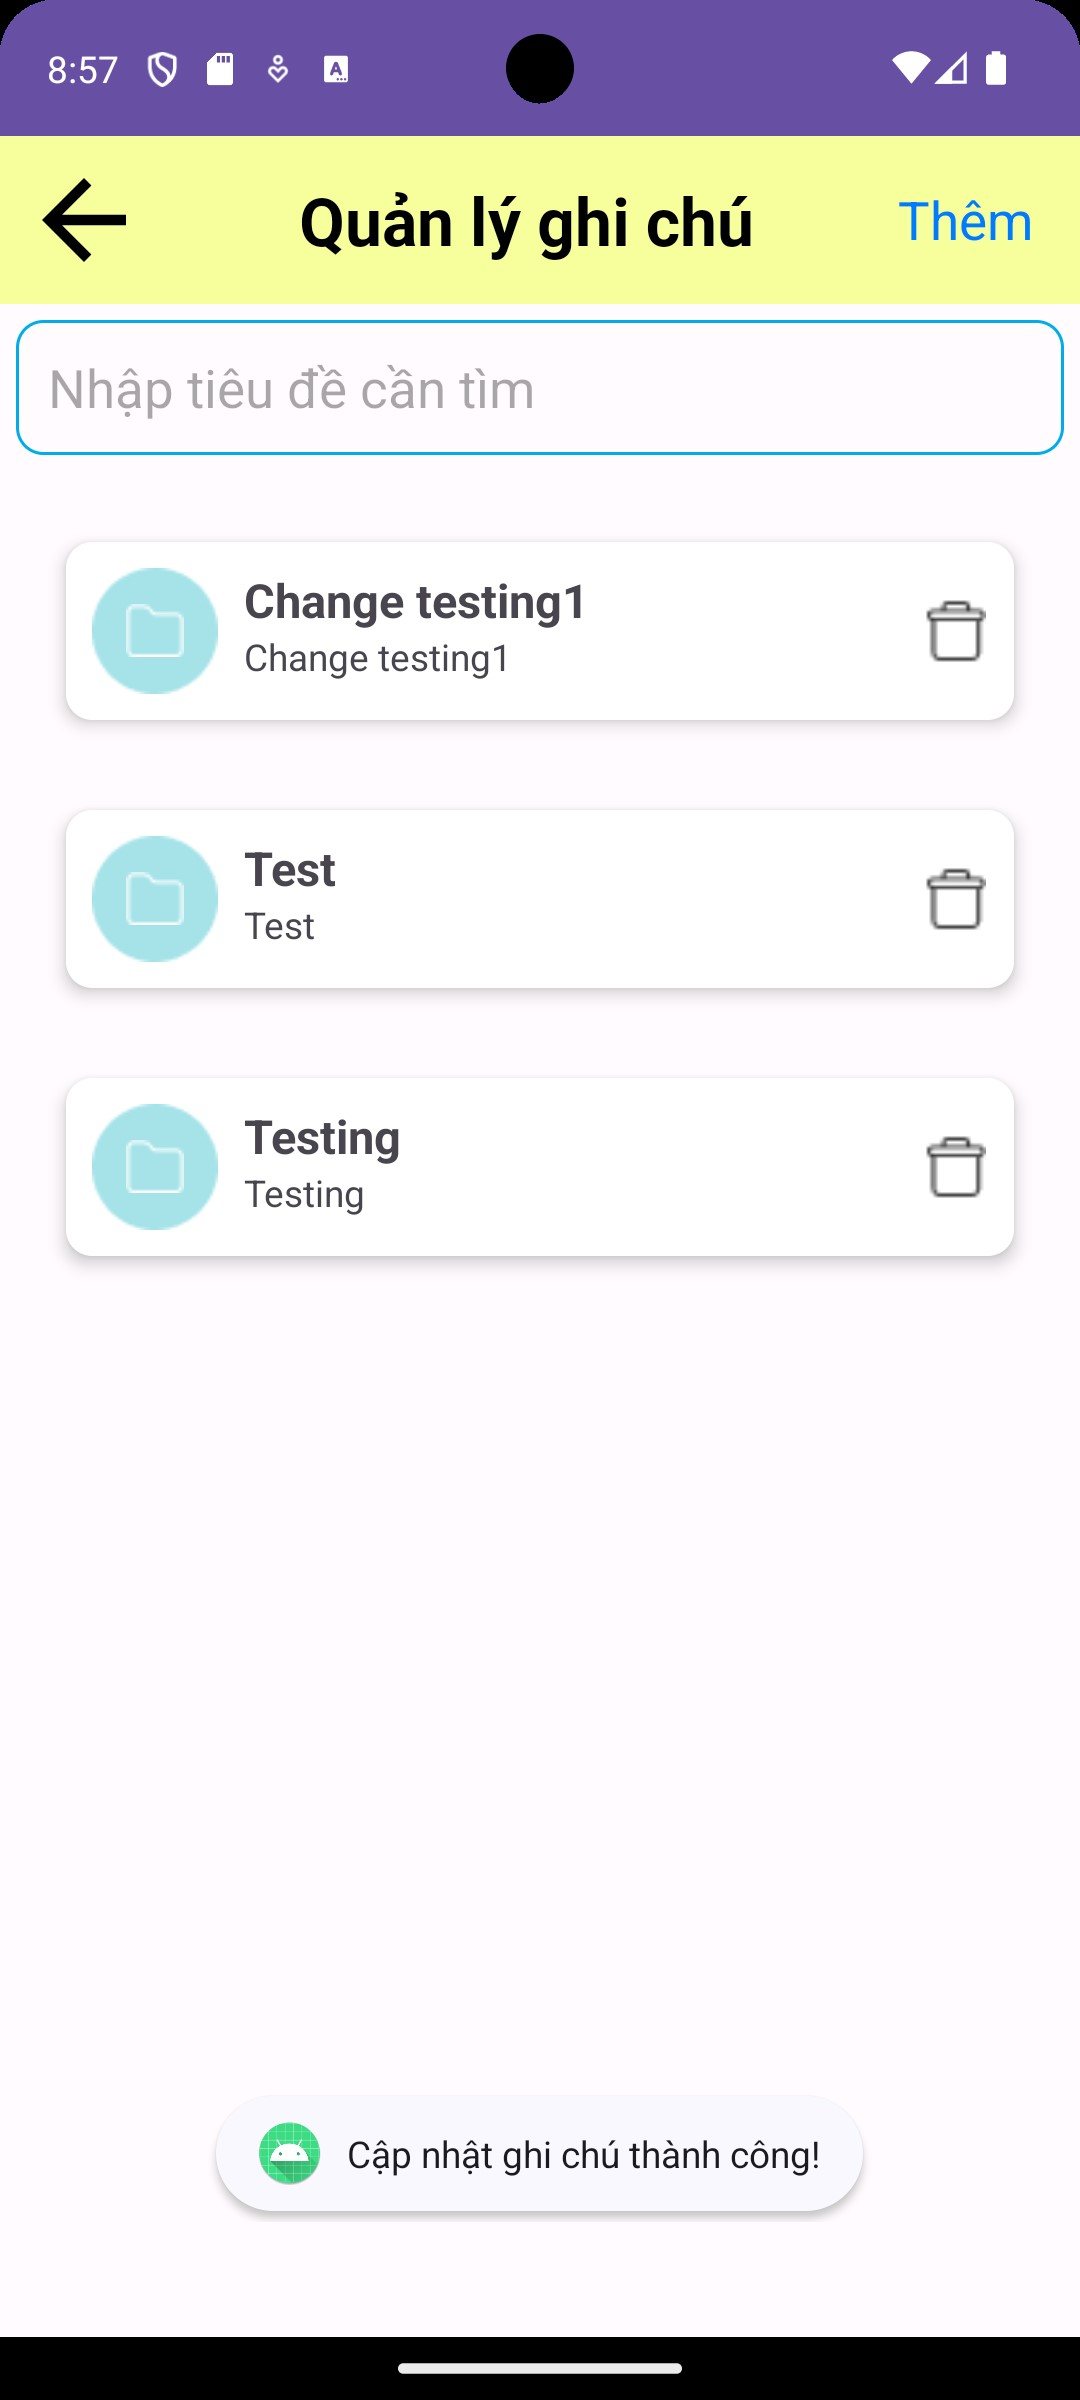 8:57
Quản lý ghi chú
Thêm
Nhập tiêu đề cần tìm
Change testing1
Change testing1
Test
Test
Testing
Testing
Cập nhật ghi chú thành công!